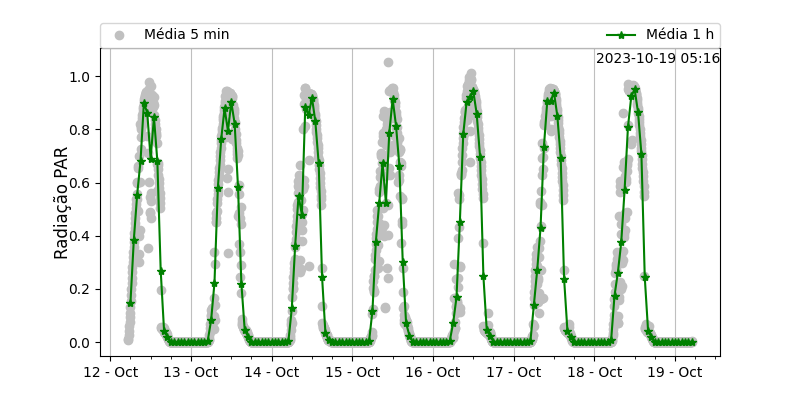 Média 5 min Média 1 h
2023-10-19 05:16
Radiação PAR
1.0
0.8
0.6
0.4
0.2
0.0
12 - Oct 13 - Oct 14 - Oct 15 - Oct 16 - Oct 17 - Oct 18 - Oct 19 - Oct